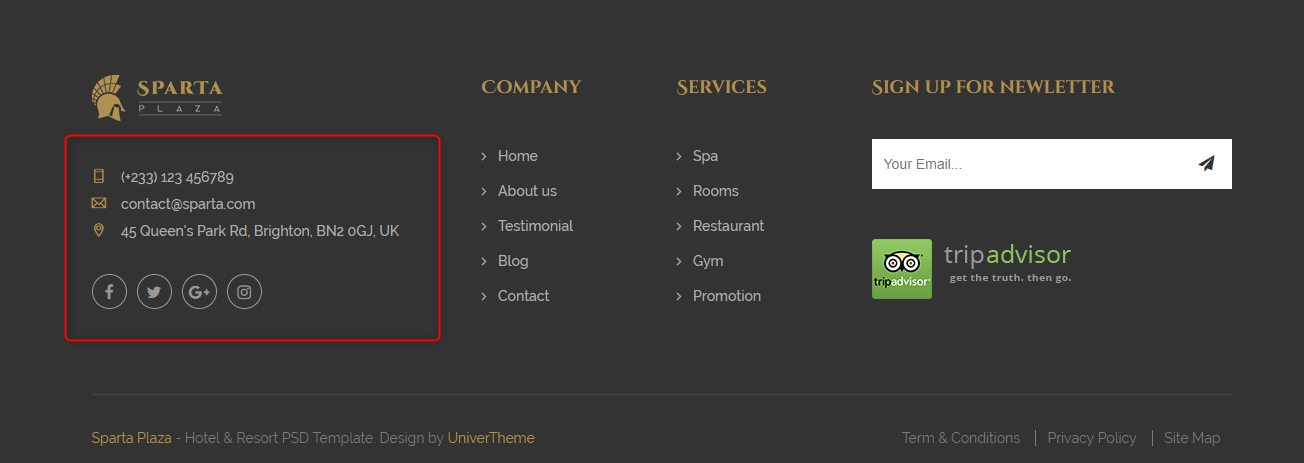 SPARTA
PLAZA
(+233) 123 456789
contact@sparta.com
45 Queen's Park Rd, Brighton, BN2 0GJ, UK
COMPANY
Home
About us
Testimonial
Blog
Contact
SERVICES
Spa
Rooms
Restaurant
Gym
Promotion
SIGN UP FOR NEWLETTER
Your Email...
tripadvisor
tripadvisor
get the truth. then go.
Sparta Plaza - Hotel & Resort PSD Template. Design by UniverTheme
Term & Conditions | Privacy Policy | Site Map